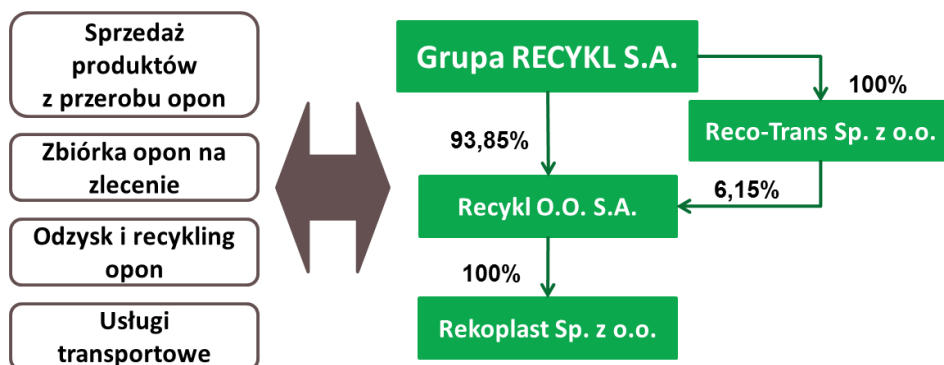 Sprzedaż
produktów
z przerobu opon
Zbiórka opon na
zlecenie
Odzysk i recykling
opon
Usługi
transportowe
Grupa RECYKL S.A.
100%
93,85%
Reco-Trans Sp. z o.o.
6,15%
Recykl O.O. S.A.
100%
Rekoplast Sp. z o.o.